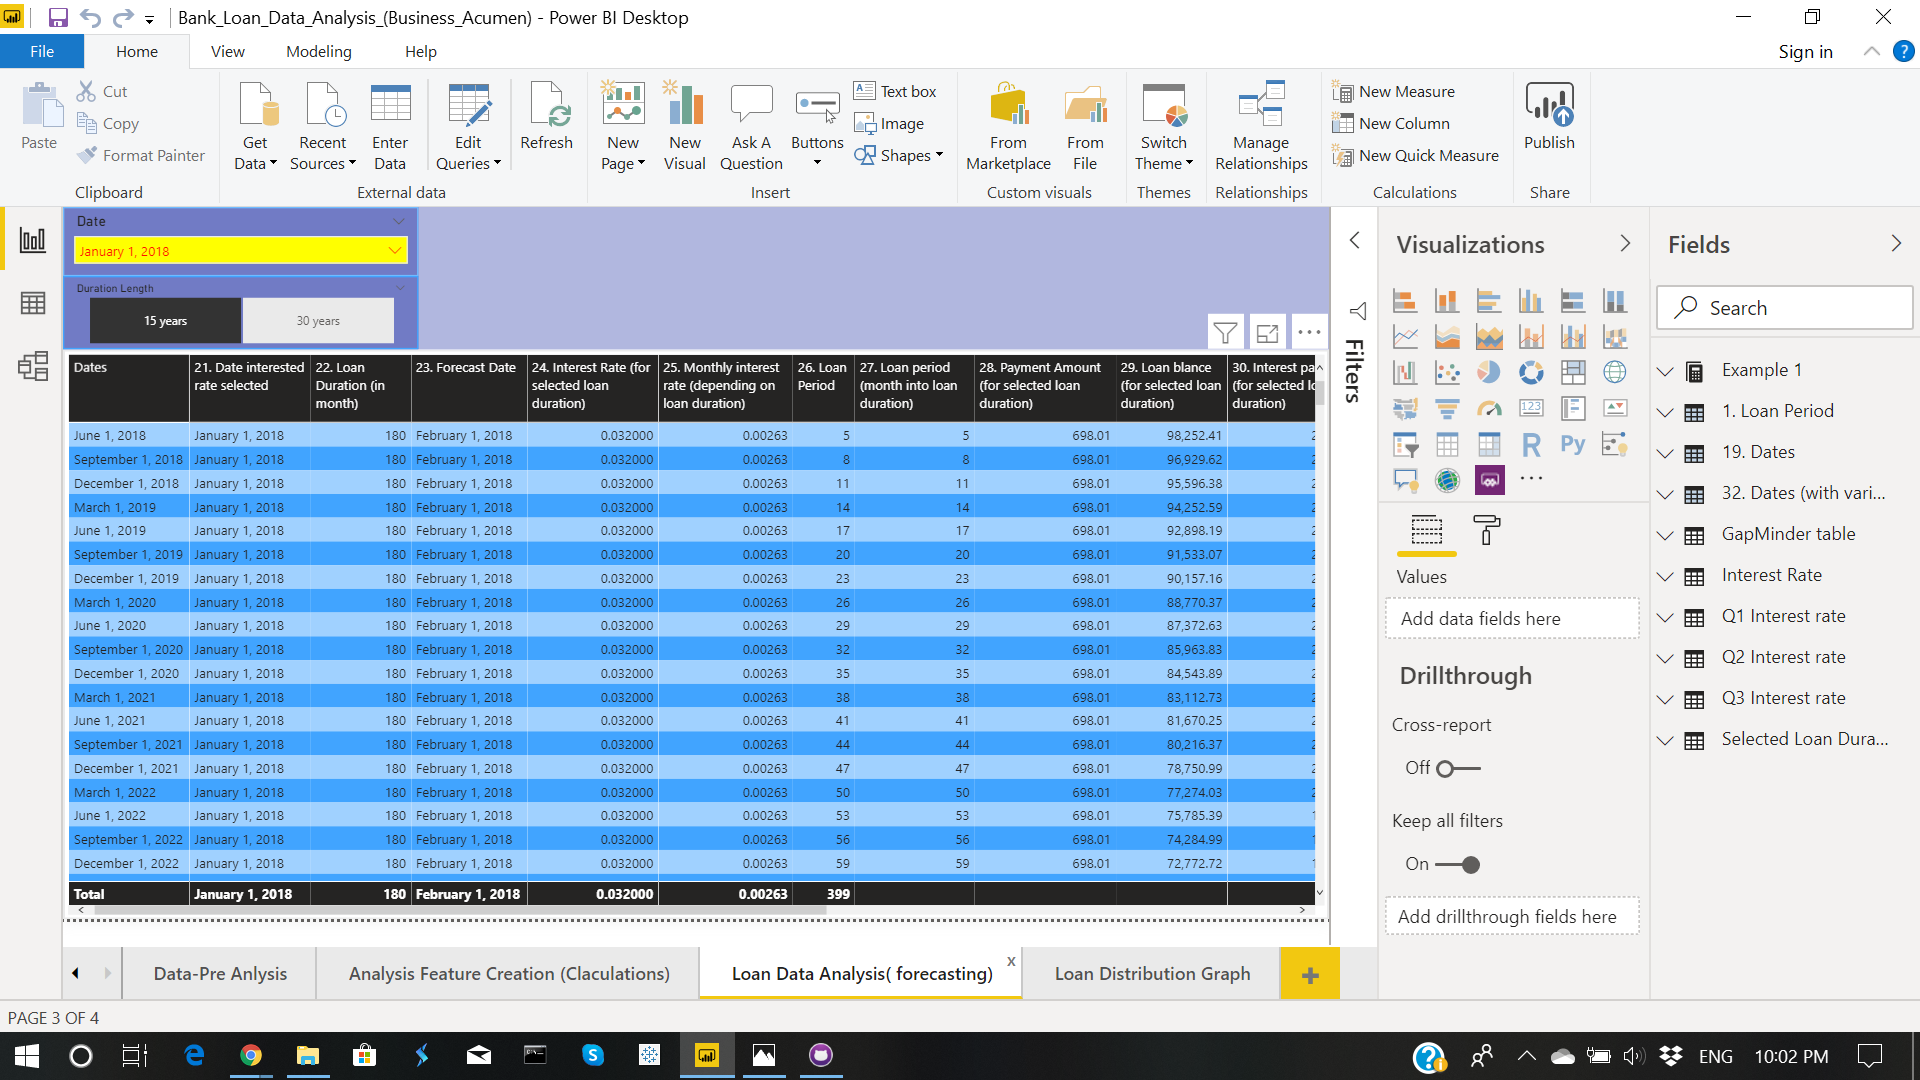 Bank_Loan_Data_Analysis_(Business_Acumen) - Power BI Desktop
File Home View Modeling Help Sign in
Paste
Cut
Copy
Format Painter
Clipboard
Get Data
Recent Sources
Enter Data
Edit Queries
Refresh
External data
New Page
New Visual
Ask A Question
Buttons
Text box
Image
Shapes
Insert
From Marketplace
From File
Custom visuals
Switch Theme
Themes
Manage Relationships
Relationships
New Measure
New Column
New Quick Measure
Calculations
Publish
Share
Date
January 1, 2018
Duration Length
15 years 30 years
Dates
21. Date interested rate selected
22. Loan Duration (in month)
23. Forecast Date
24. Interest Rate (for selected loan duration)
25. Monthly interest rate (depending on loan duration)
26. Loan Period
27. Loan period (month into loan duration)
28. Payment Amount (for selected loan duration)
29. Loan blance (for selected loan duration)
30. Interest pa (for selected lo duration)
June 1, 2018 January 1, 2018 180 February 1, 2018 0.032000 0.00263 5 5 698.01 98,252.41
September 1, 2018 January 1, 2018 180 February 1, 2018 0.032000 0.00263 8 8 698.01 96,929.62
December 1, 2018 January 1, 2018 180 February 1, 2018 0.032000 0.00263 11 11 698.01 95,596.38
March 1, 2019 January 1, 2018 180 February 1, 2018 0.032000 0.00263 14 14 698.01 94,252.59
June 1, 2019 January 1, 2018 180 February 1, 2018 0.032000 0.00263 17 17 698.01 92,898.19
September 1, 2019 January 1, 2018 180 February 1, 2018 0.032000 0.00263 20 20 698.01 91,533.07
December 1, 2019 January 1, 2018 180 February 1, 2018 0.032000 0.00263 23 23 698.01 90,157.16
March 1, 2020 January 1, 2018 180 February 1, 2018 0.032000 0.00263 26 26 698.01 88,770.37
June 1, 2020 January 1, 2018 180 February 1, 2018 0.032000 0.00263 29 29 698.01 87,372.63
September 1, 2020 January 1, 2018 180 February 1, 2018 0.032000 0.00263 32 32 698.01 85,963.83
December 1, 2020 January 1, 2018 180 February 1, 2018 0.032000 0.00263 35 35 698.01 84,543.89
March 1, 2021 January 1, 2018 180 February 1, 2018 0.032000 0.00263 38 38 698.01 83,112.73
June 1, 2021 January 1, 2018 180 February 1, 2018 0.032000 0.00263 41 41 698.01 81,670.25
September 1, 2021 January 1, 2018 180 February 1, 2018 0.032000 0.00263 44 44 698.01 80,216.37
December 1, 2021 January 1, 2018 180 February 1, 2018 0.032000 0.00263 47 47 698.01 78,750.99
March 1, 2022 January 1, 2018 180 February 1, 2018 0.032000 0.00263 50 50 698.01 77,274.03
June 1, 2022 January 1, 2018 180 February 1, 2018 0.032000 0.00263 53 53 698.01 75,785.39
September 1, 2022 January 1, 2018 180 February 1, 2018 0.032000 0.00263 56 56 698.01 74,284.99
December 1, 2022 January 1, 2018 180 February 1, 2018 0.032000 0.00263 59 59 698.01 72,772.72
Total January 1, 2018 180 February 1, 2018 0.032000 0.00263 399
Filters
Visualizations
123
R Py
Values
Add data fields here
Drillthrough
Cross-report
Off
Keep all filters
On
Add drillthrough fields here
Fields
Search
Example 1
1. Loan Period
19. Dates
32. Dates (with vari...
GapMinder table
Interest Rate
Q1 Interest rate
Q2 Interest rate
Q3 Interest rate
Selected Loan Dura...
Data-Pre Anlysis
Analysis Feature Creation (Claculations)
Loan Data Analysis( forecasting) x
Loan Distribution Graph
PAGE 3 OF 4
ENG 10:02 PM